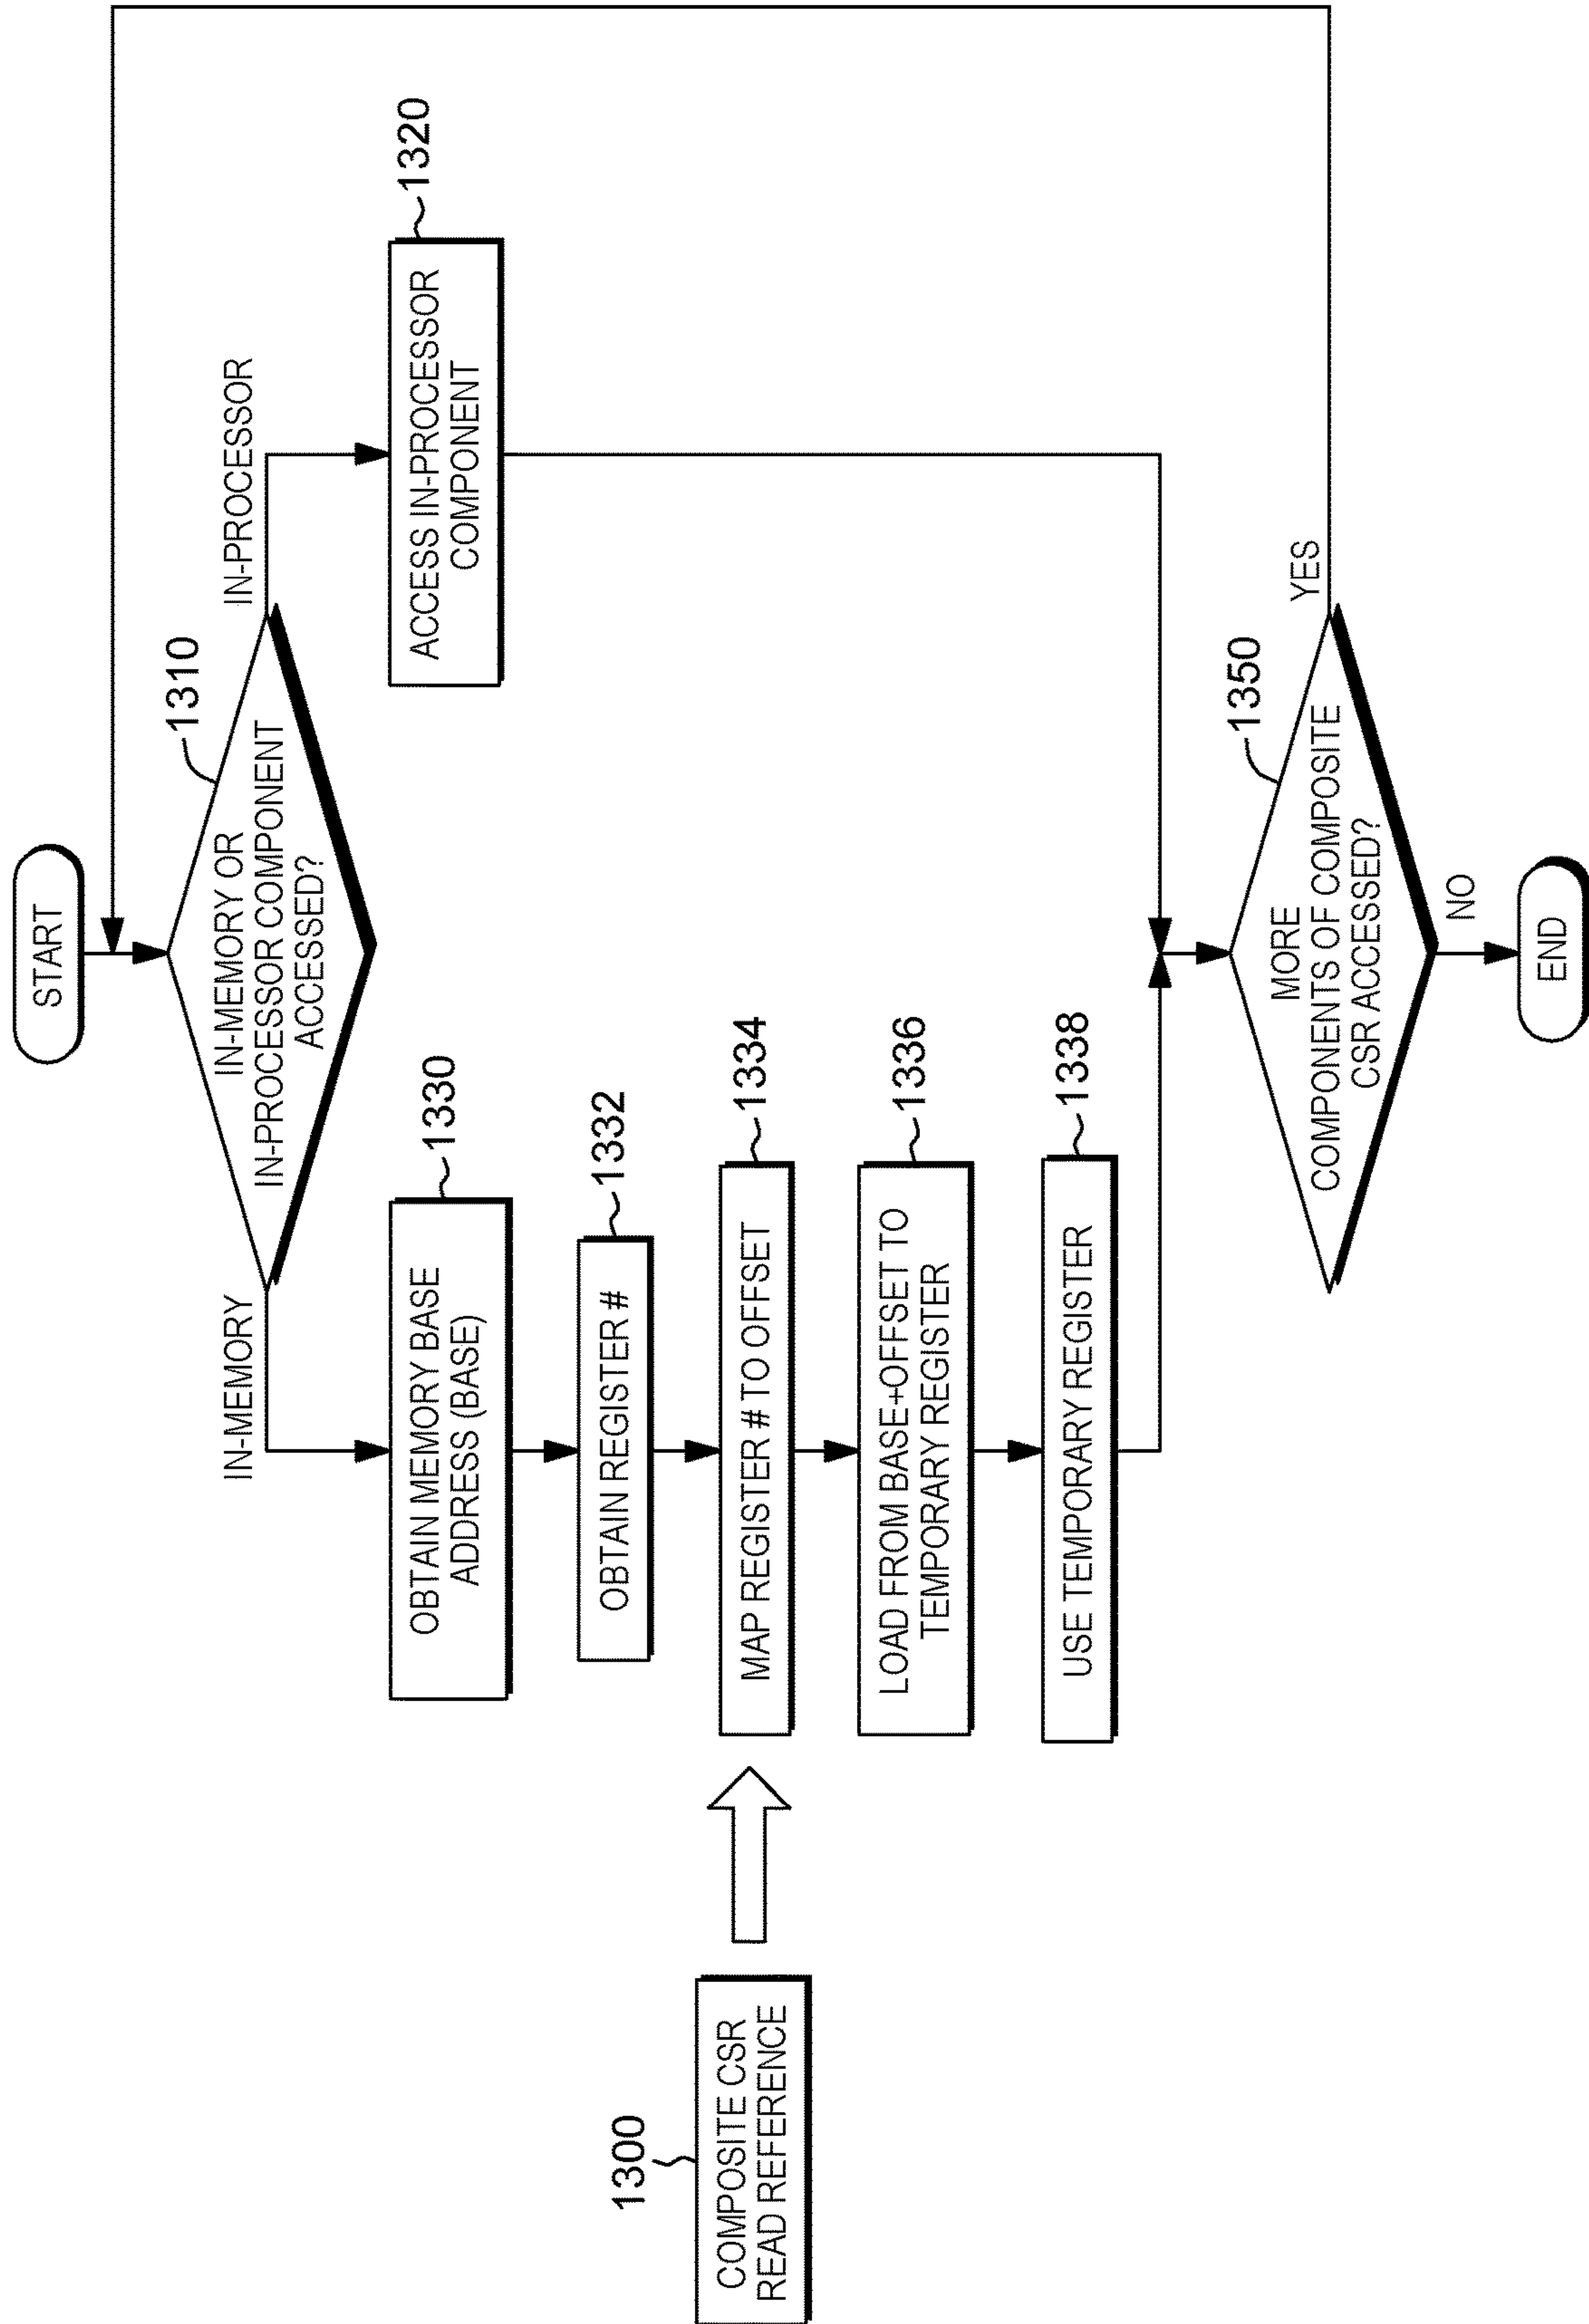 START
IN-MEMORY OR
IN-PROCESSOR COMPONENT
ACCESSED?
1310
IN-MEMORY
IN-PROCESSOR
OBTAIN MEMORY BASE
ADDRESS (BASE)
1330
ACCESS IN-PROCESSOR
COMPONENT
1320
OBTAIN REGISTER #
1332
1300
COMPOSITE CSR
READ REFERENCE
MAP REGISTER # TO OFFSET
1334
LOAD FROM BASE+OFFSET TO
TEMPORARY REGISTER
1336
USE TEMPORARY REGISTER
1338
MORE
COMPONENTS OF COMPOSITE
CSR ACCESSED?
1350
YES
NO
END